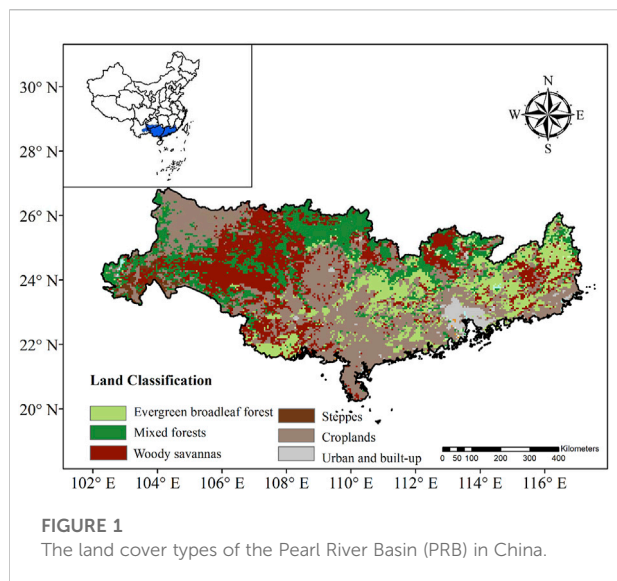 30° N
28° N
26° N
24° N
22° N
20° N
N
W E
S
Land Classification
Evergreen broadleaf forest
Mixed forests
Woody savannas
Steppes
Croplands
Urban and built-up
Kilometers
0 50 100 200 300 400
102° E 104° E 106° E 108° E 110° E 112° E 114° E 116° E
FIGURE 1
The land cover types of the Pearl River Basin (PRB) in China.